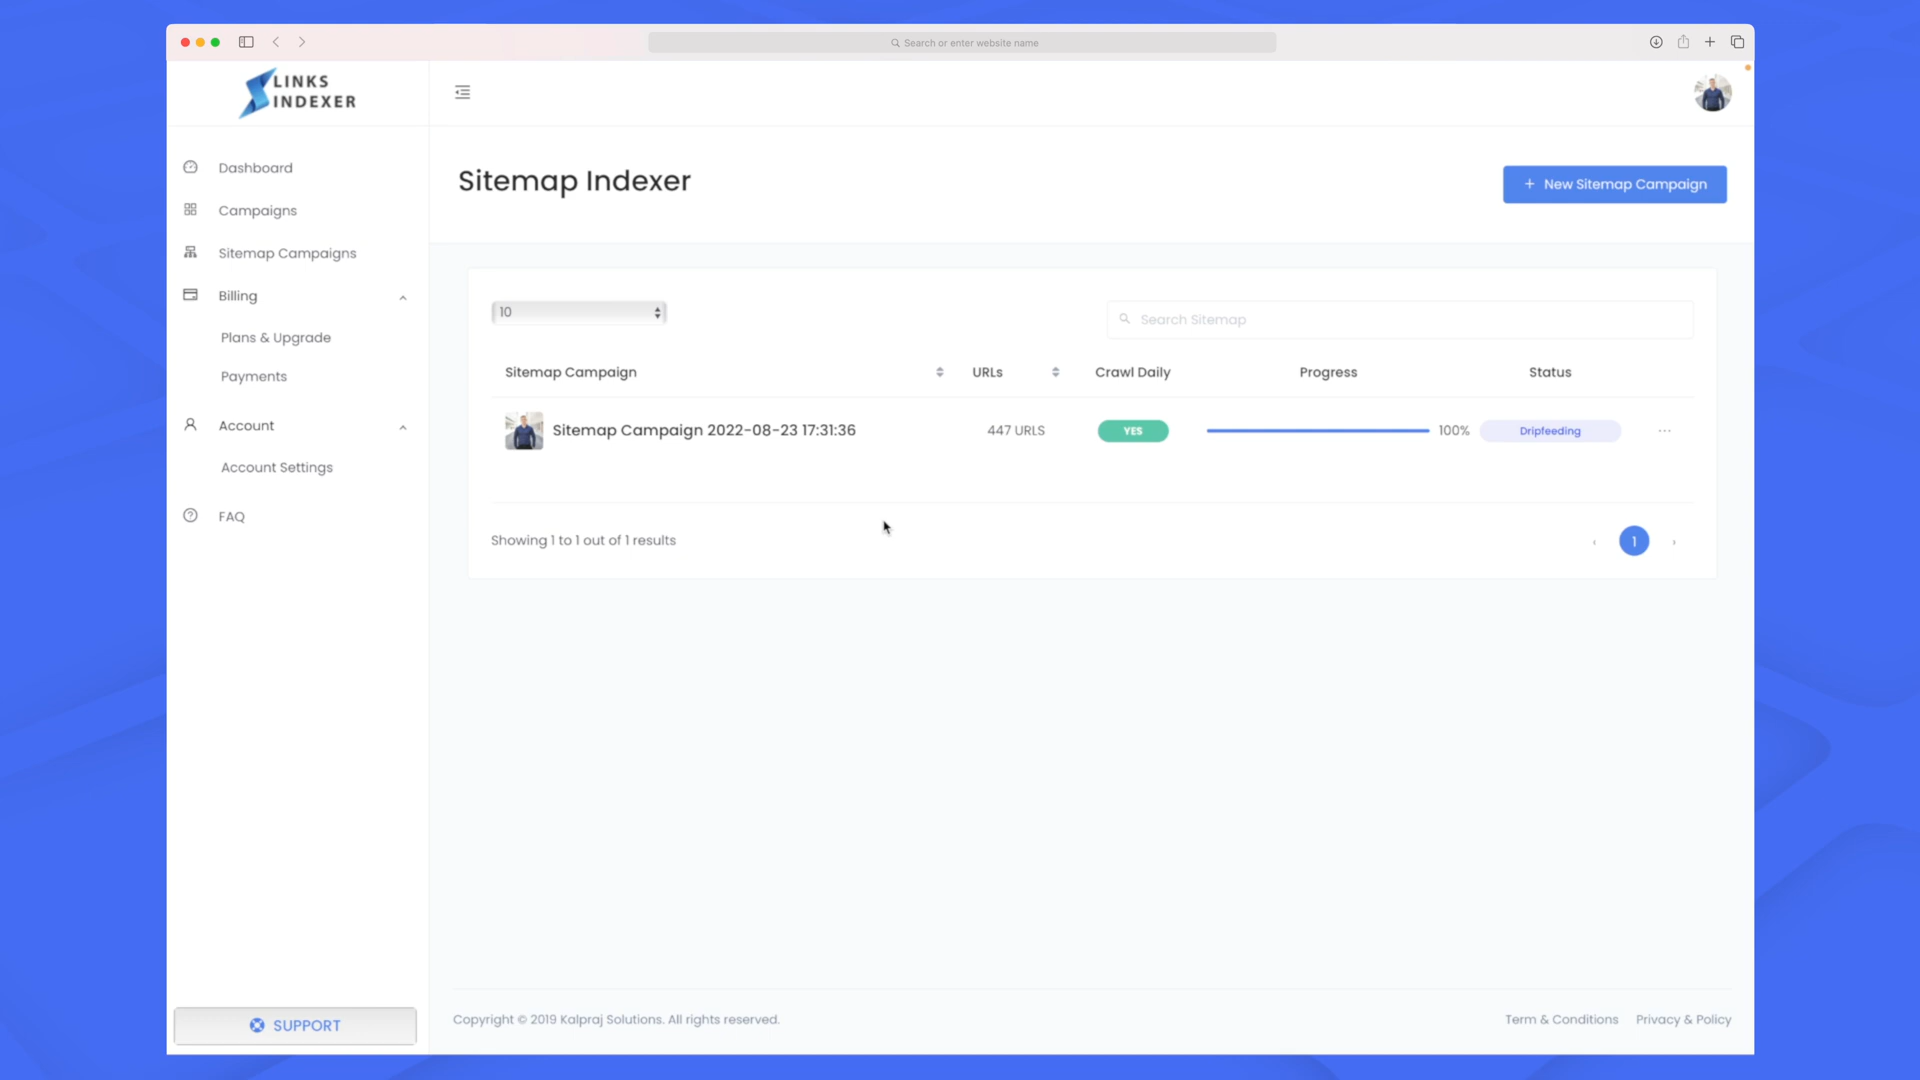 Search or enter website name
LINKS
INDEXER
Dashboard
Campaigns
Sitemap Campaigns
Billing
Plans & Upgrade
Payments
Account
Account Settings
FAQ
SUPPORT
Sitemap Indexer
+ New Sitemap Campaign
10
Search Sitemap
Sitemap Campaign URLs Crawl Daily Progress Status
Sitemap Campaign 2022-08-23 17:31:36 447 URLS YES 100% Dripfeeding ...
Showing 1 to 1 out of 1 results
‹ 1 ›
Copyright © 2019 Kalpraj Solutions. All rights reserved.
Term & Conditions Privacy & Policy